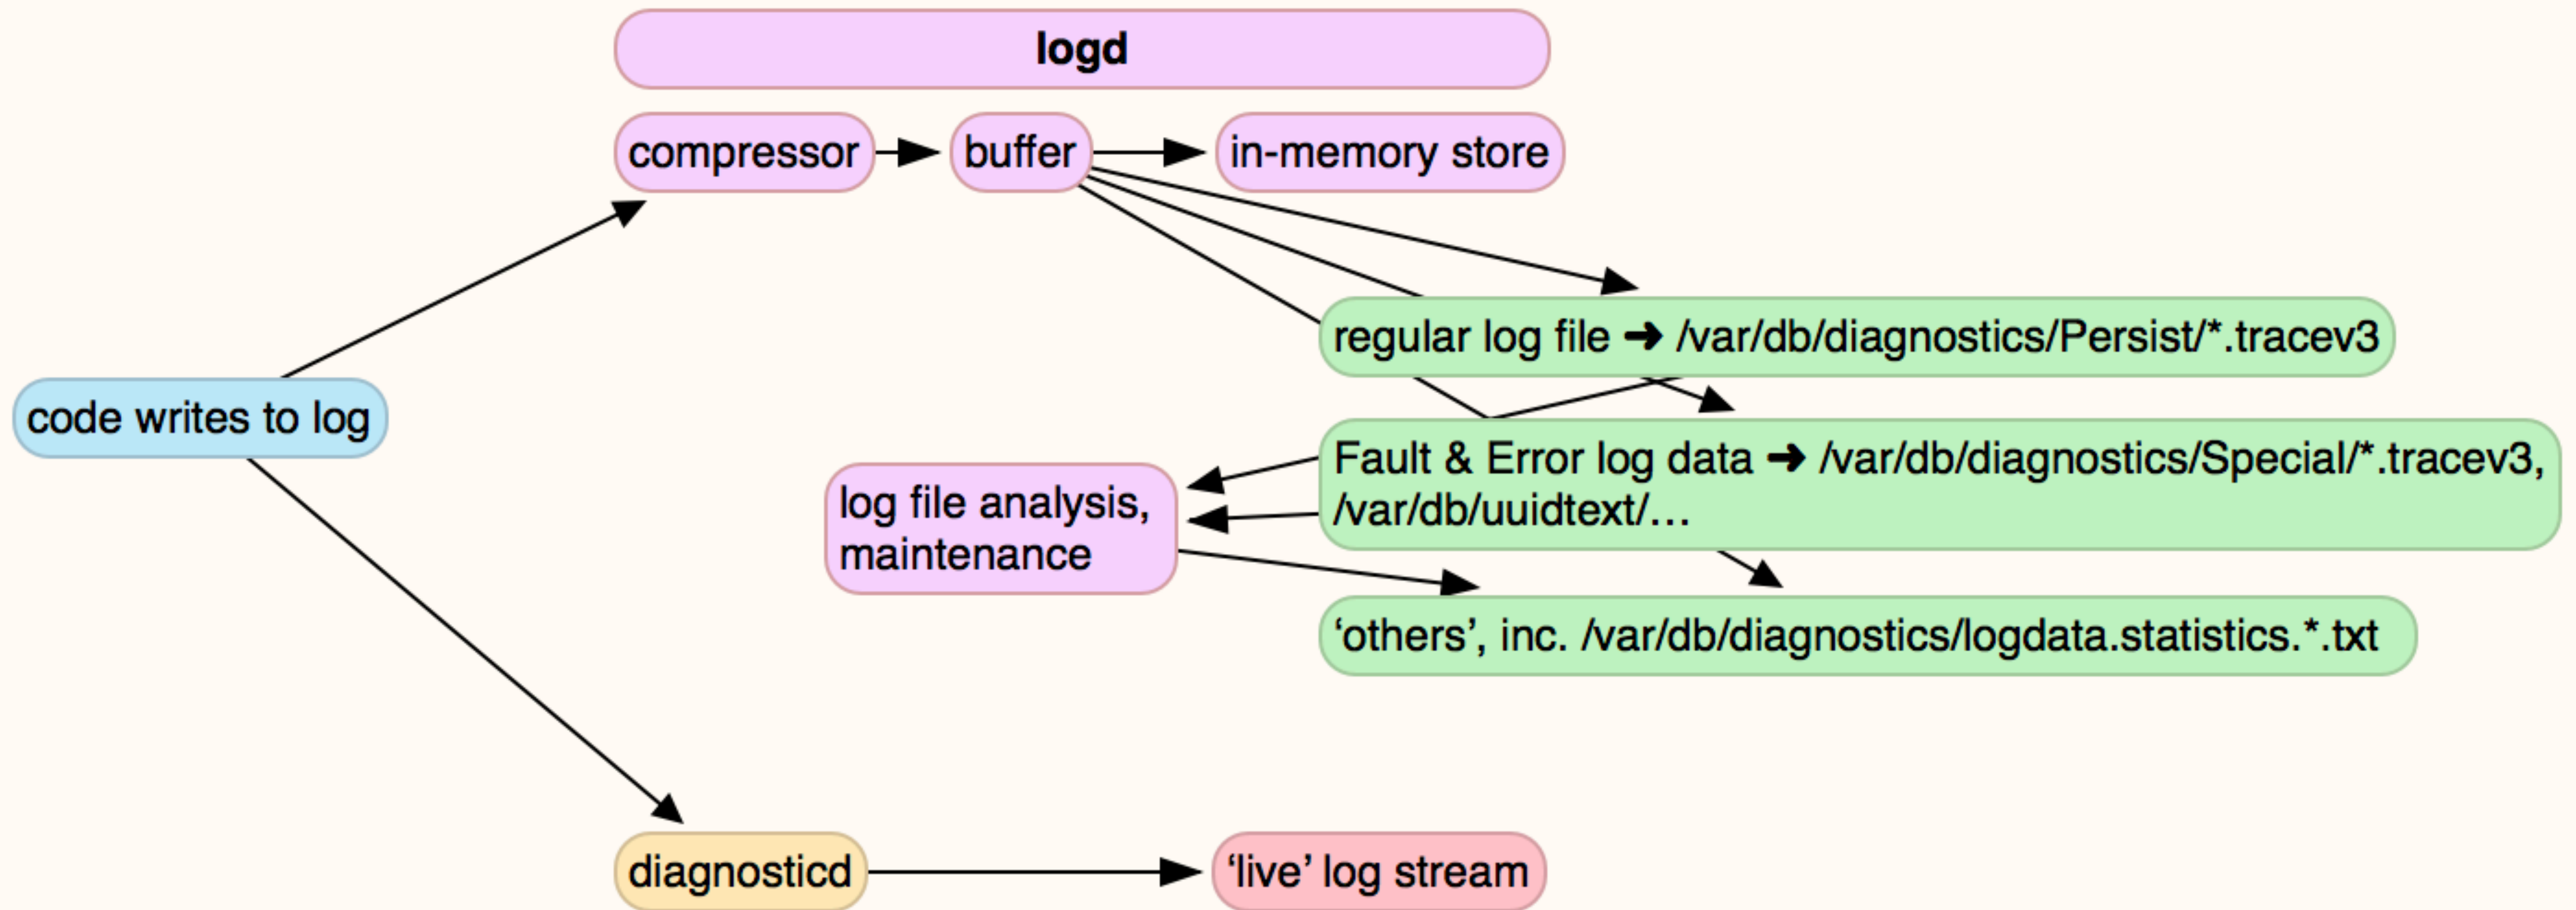 logd
compressor
buffer
in-memory store
regular log file ➜ /var/db/diagnostics/Persist/*.tracev3
code writes to log
Fault & Error log data ➜ /var/db/diagnostics/Special/*.tracev3,
/var/db/uuidtext/…
log file analysis,
maintenance
‘others’, inc. /var/db/diagnostics/logdata.statistics.*.txt
diagnosticd
‘live’ log stream